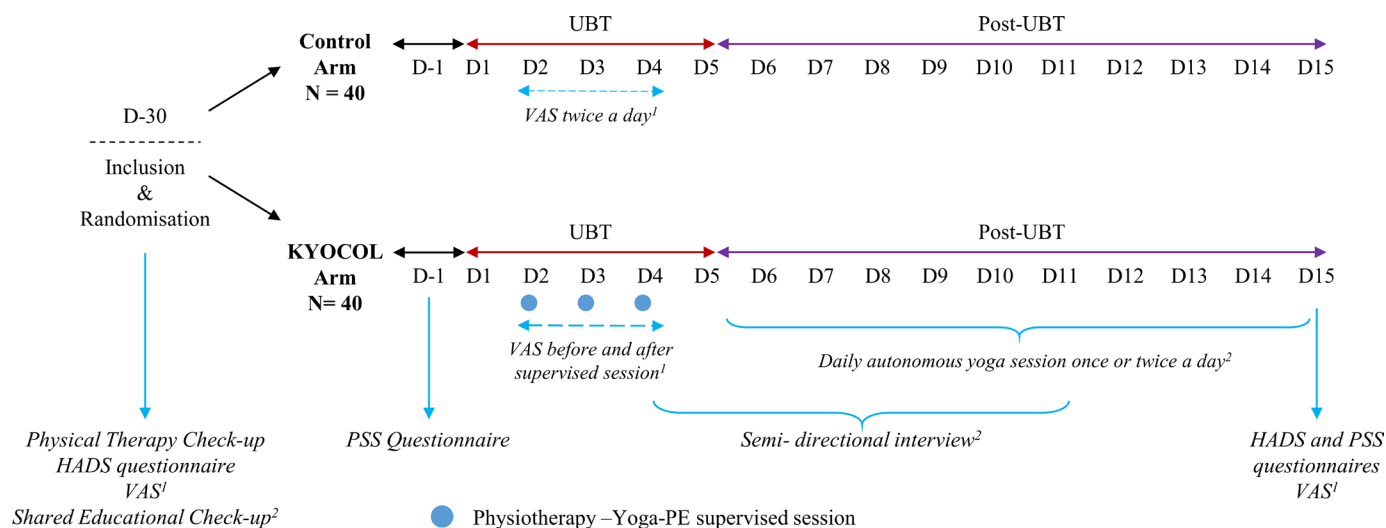 UBT
Post-UBT
Control
Arm
N = 40
D-1 D1 D2 D3 D4 D5 D6 D7 D8 D9 D10 D11 D12 D13 D14 D15
VAS twice a day1
D-30
Inclusion
&
Randomisation
UBT
Post-UBT
KYOCOL
Arm
N= 40
D-1 D1 D2 D3 D4 D5 D6 D7 D8 D9 D10 D11 D12 D13 D14 D15
VAS before and after
supervised session1
Daily autonomous yoga session once or twice a day2
Physical Therapy Check-up
HADS questionnaire
VAS1
Shared Educational Check-up2
PSS Questionnaire
Semi- directional interview2
HADS and PSS
questionnaires
VAS1
Physiotherapy –Yoga-PE supervised session